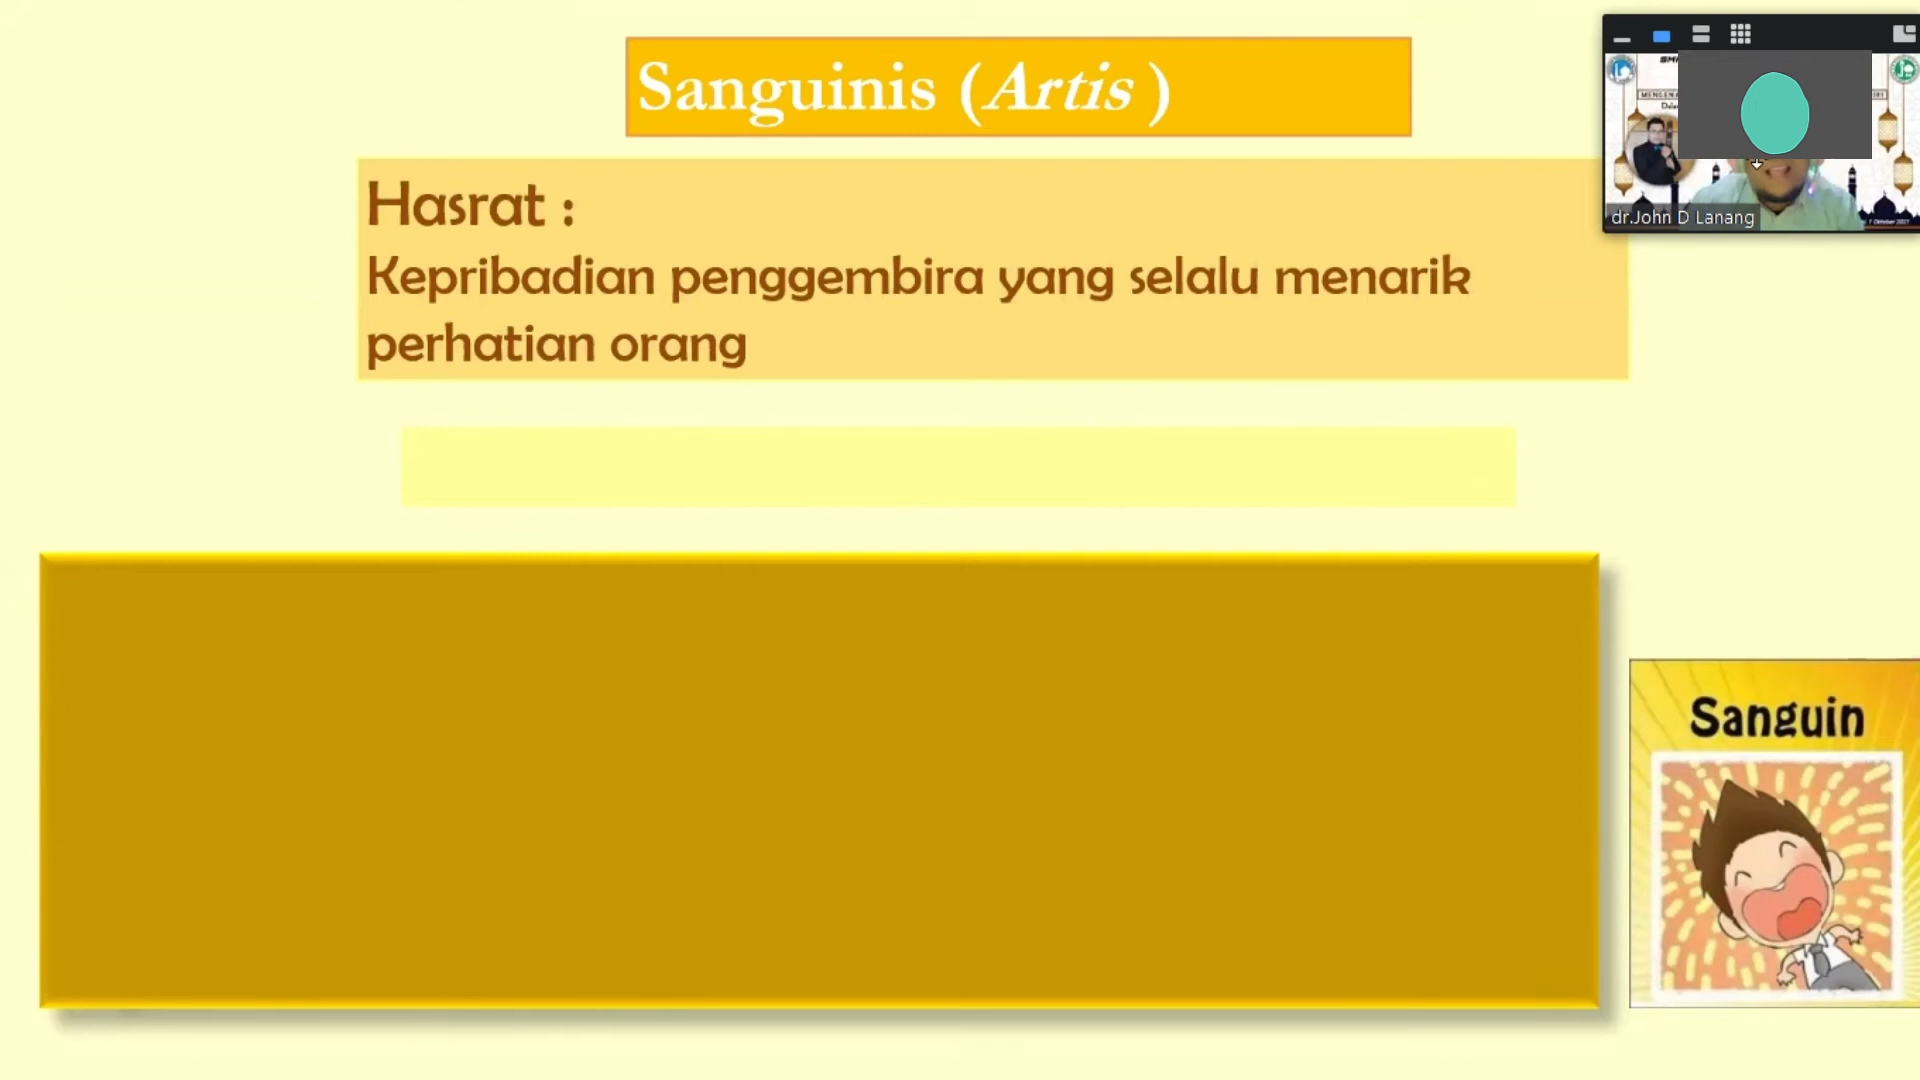 Sanguinis (Artis )
Hasrat :
Kepribadian penggembira yang selalu menarik
perhatian orang
dr.John D Lanang
Sanguin